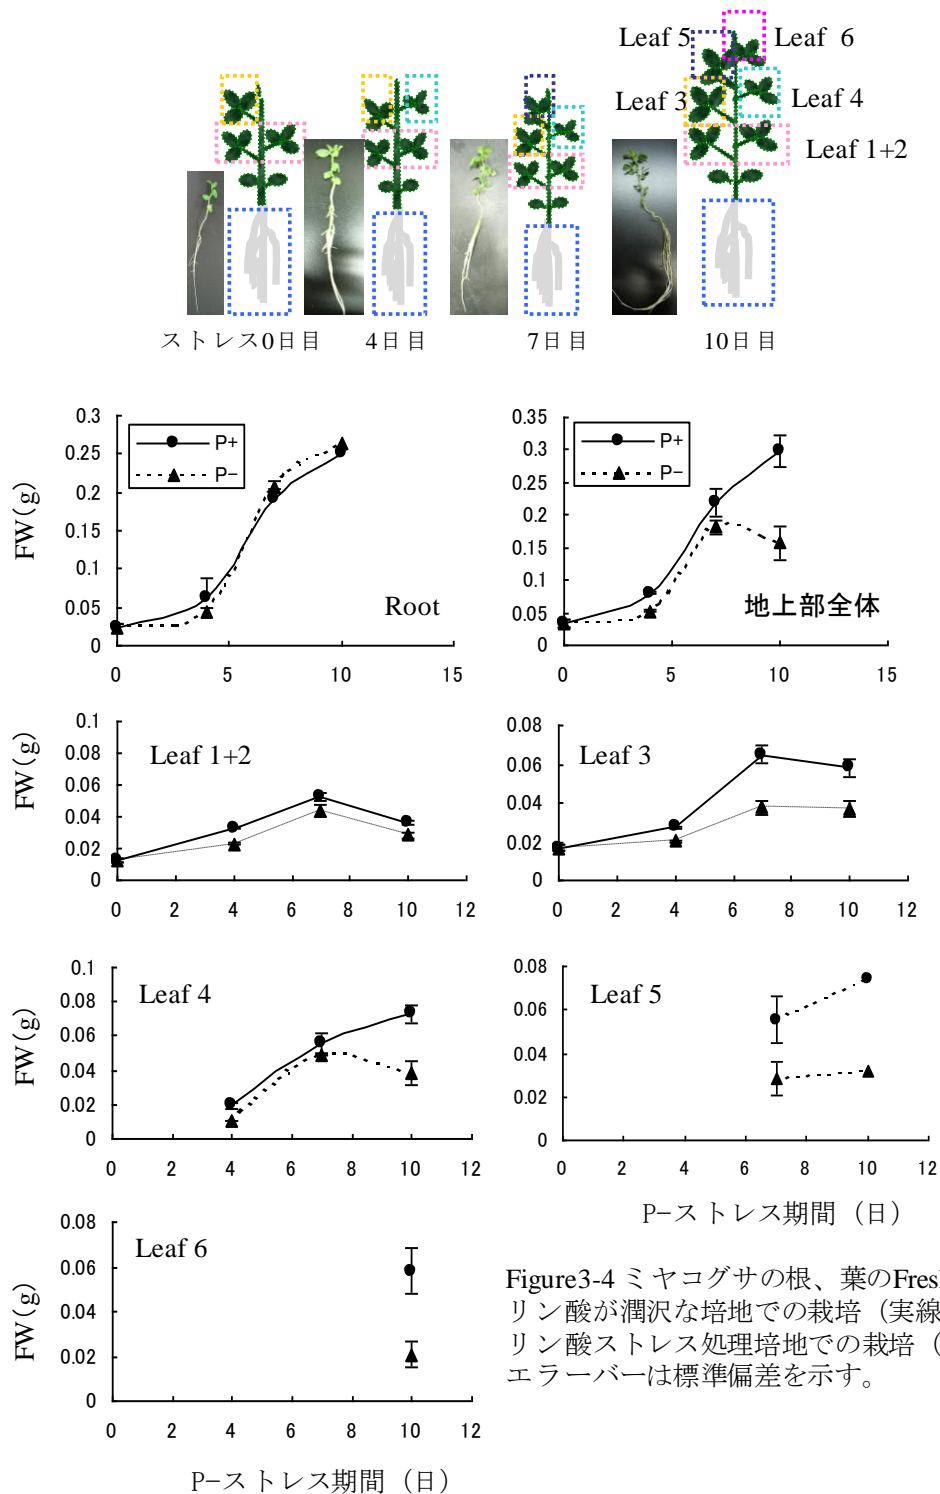 Leaf 5
Leaf 6
Leaf 3
Leaf 4
Leaf 1+2
ストレス0日目
4日目
7日目
10日目
0.3
0.25
0.2
0.15
0.1
0.05
0
FW(g)
P+
P-
Root
0 5 10 15
0.35
0.30
0.25
0.2
0.15
0.10
0.05
0
P+
P-
地上部全体
0 5 10 15
0.1
0.08
0.06
0.04
0.02
0
FW(g)
Leaf 1+2
0 2 4 6 8 10 12
0.08
0.06
0.04
0.02
0
Leaf 3
0 2 4 6 8 10 12
0.1
0.08
0.06
0.04
0.02
0
FW(g)
Leaf 4
0 2 4 6 8 10 12
0.08
0.06
0.04
0.02
0
Leaf 5
0 2 4 6 8 10 12
P-ストレス期間（日）
0.08
0.06
0.04
0.02
0
FW(g)
Leaf 6
0 2 4 6 8 10 12
P-ストレス期間（日）
Figure3-4 ミヤコグサの根、葉のFres
リン酸が潤沢な培地での栽培（実線
リン酸ストレス処理培地での栽培（
エラーバーは標準偏差を示す。